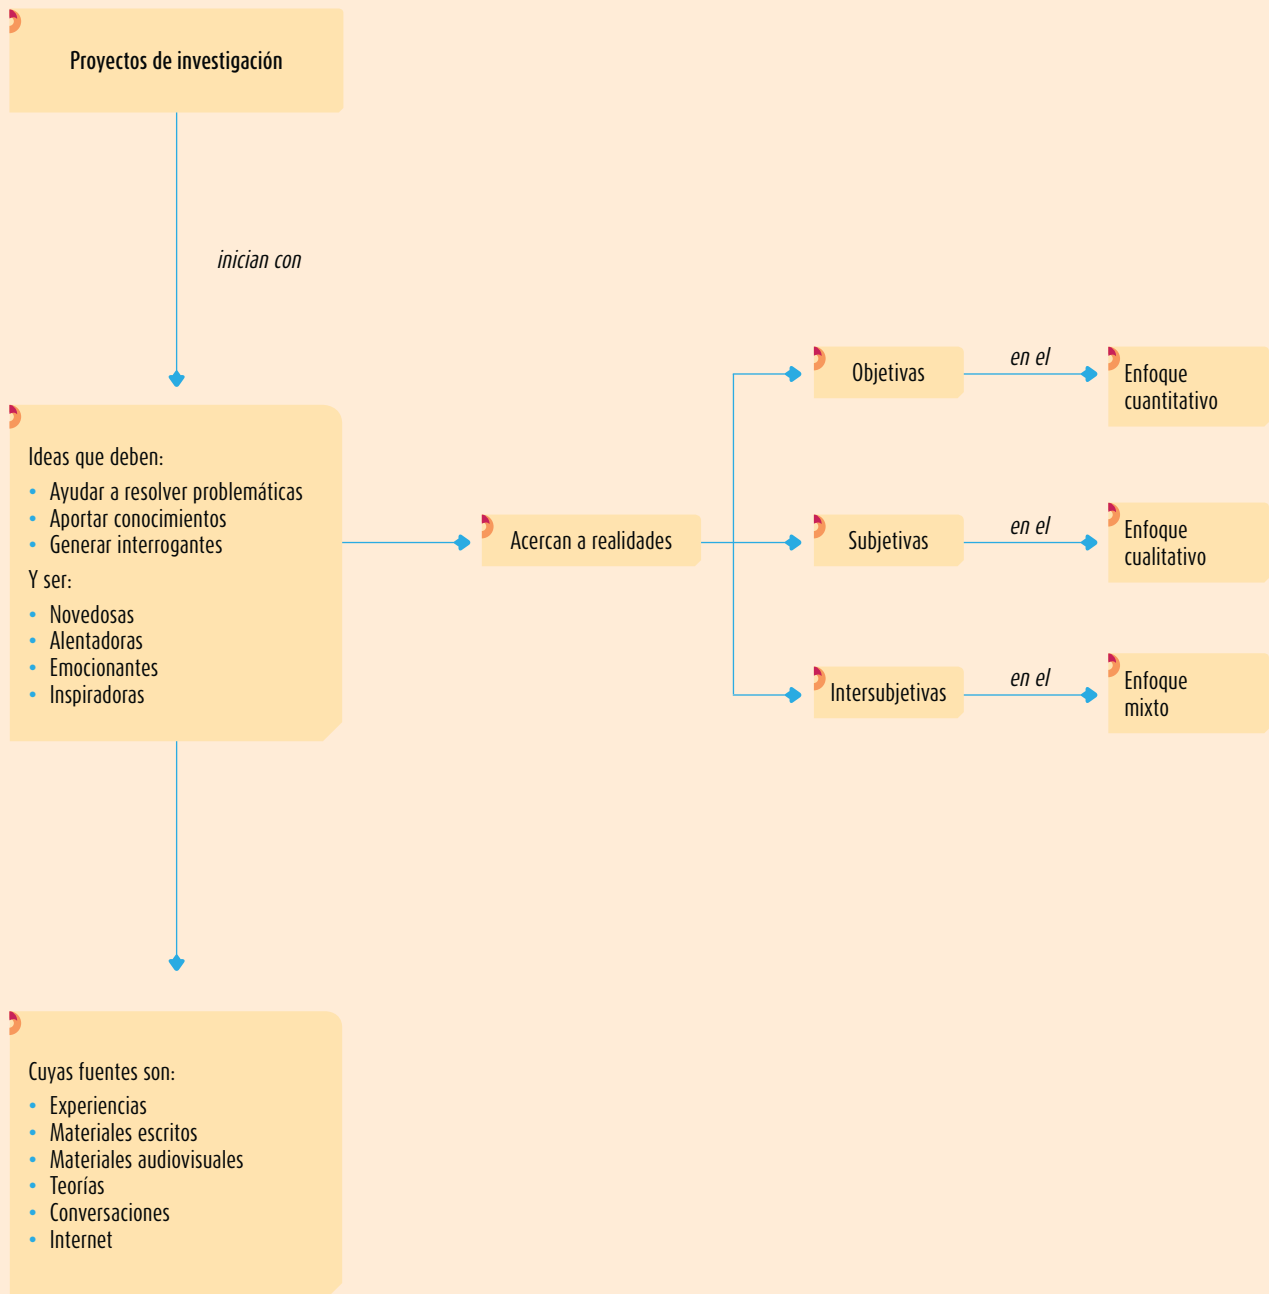 Proyectos de investigación
inician con
Ideas que deben:
• Ayudar a resolver problemáticas
• Aportar conocimientos
• Generar interrogantes
Y ser:
• Novedosas
• Alentadoras
• Emocionantes
• Inspiradoras
Acercan a realidades
Objetivas
en el
Enfoque
cuantitativo
Subjetivas
en el
Enfoque
cualitativo
Intersubjetivas
en el
Enfoque
mixto
Cuyas fuentes son:
• Experiencias
• Materiales escritos
• Materiales audiovisuales
• Teorías
• Conversaciones
• Internet